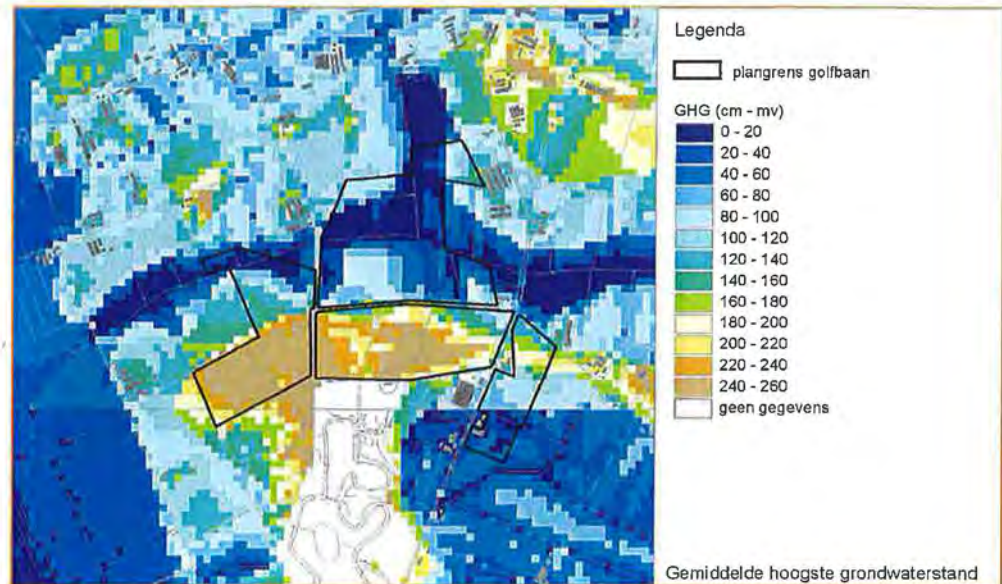 Legenda
plangrens golfbaan
GHG (cm - mv)
0 - 20
20 - 40
40 - 60
60 - 80
80 - 100
100 - 120
120 - 140
140 - 160
160 - 180
180 - 200
200 - 220
220 - 240
240 - 260
geen gegevens
Gemiddelde hoogste grondwaterstand